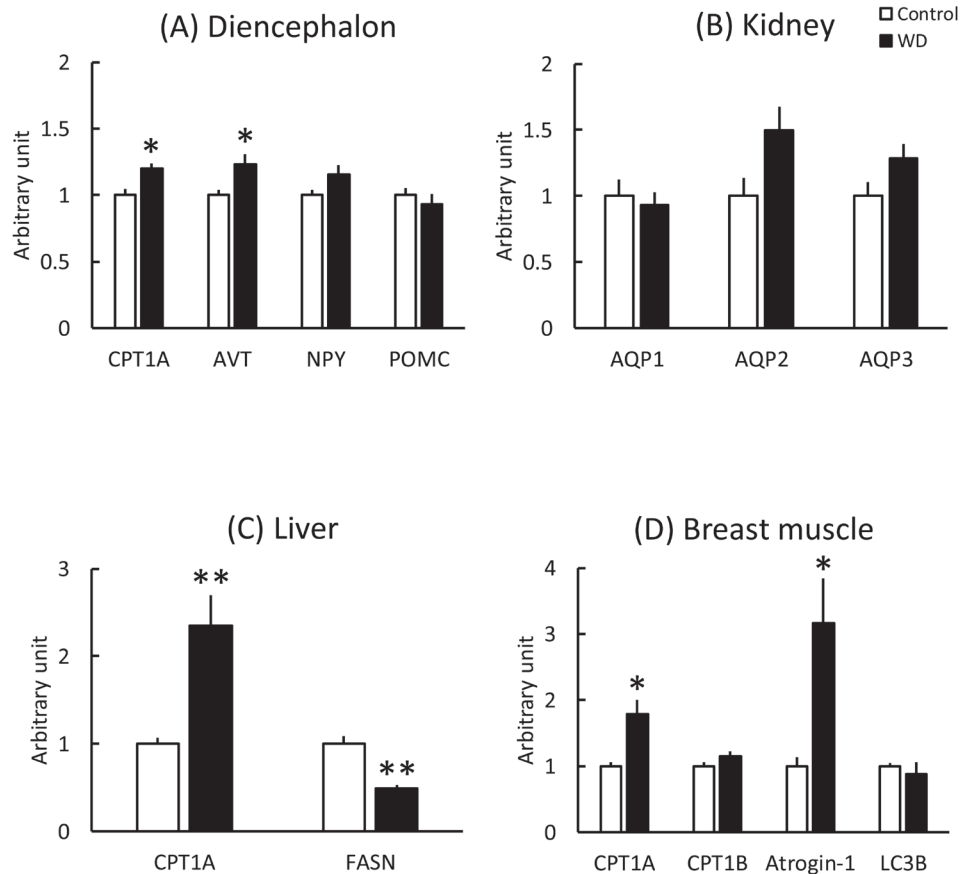 (A) Diencephalon
Arbitrary unit
2
1.5
1
0.5
0
*
*
CPT1A AVT NPY POMC
(B) Kidney
Control
WD
Arbitrary unit
2
1.5
1
0.5
0
AQP1 AQP2 AQP3
(C) Liver
Arbitrary unit
3
2
1
0
**
**
CPT1A FASN
(D) Breast muscle
Arbitrary unit
4
3
2
1
0
*
*
CPT1A CPT1B Atrogin-1 LC3B